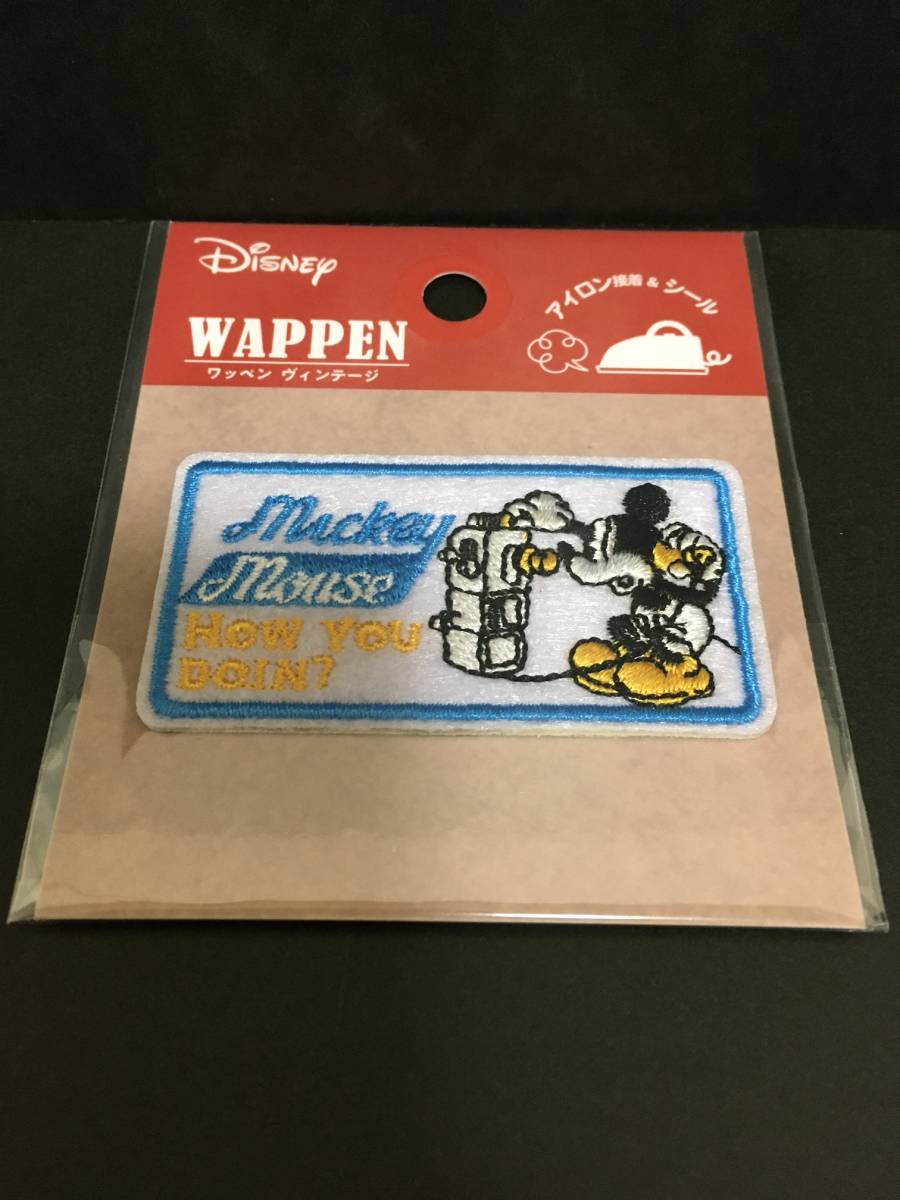 Disney
WAPPEN
ワッペン ヴィンテージ
アイロン接着 & シール
Mickey
Mouse
HOW YOU
DOIN?